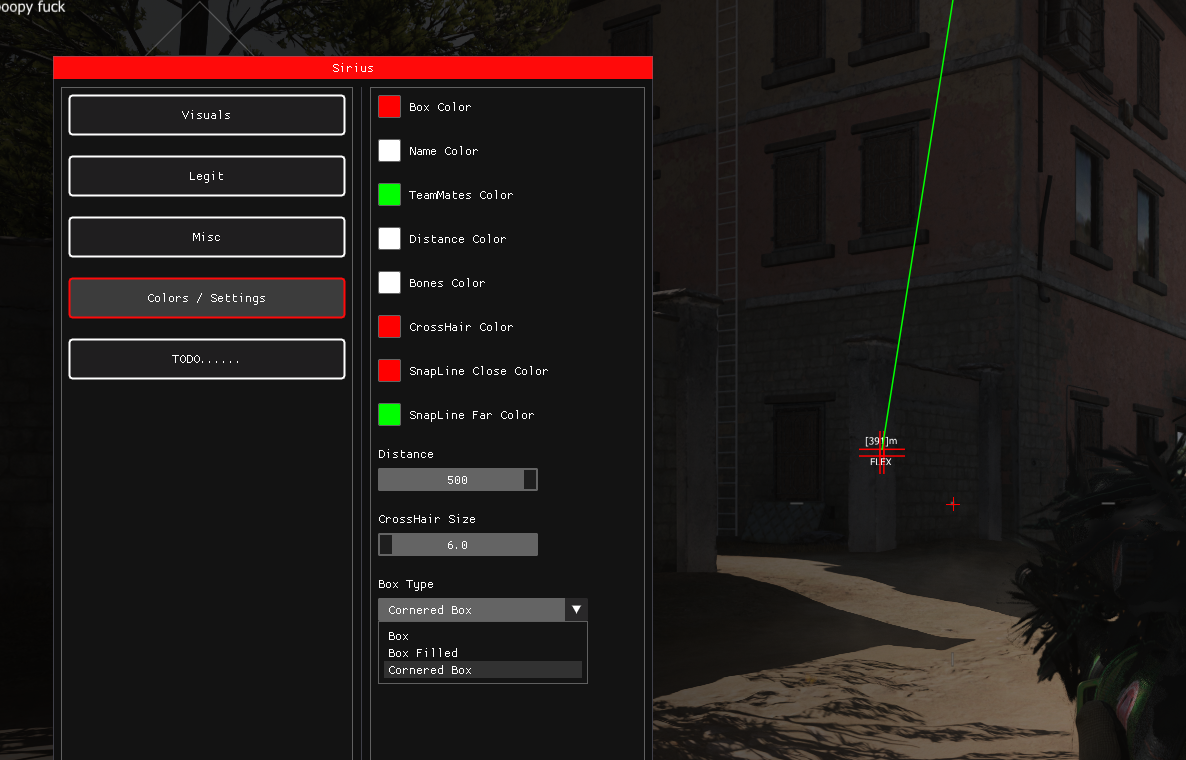 poopy fuck
Sirius
Visuals
Legit
Misc
Colors / Settings
TODO......
Box Color
Name Color
TeamMates Color
Distance Color
Bones Color
CrossHair Color
SnapLine Close Color
SnapLine Far Color
Distance
500
CrossHair Size
6.0
Box Type
Cornered Box
Box
Box Filled
Cornered Box
FLEX